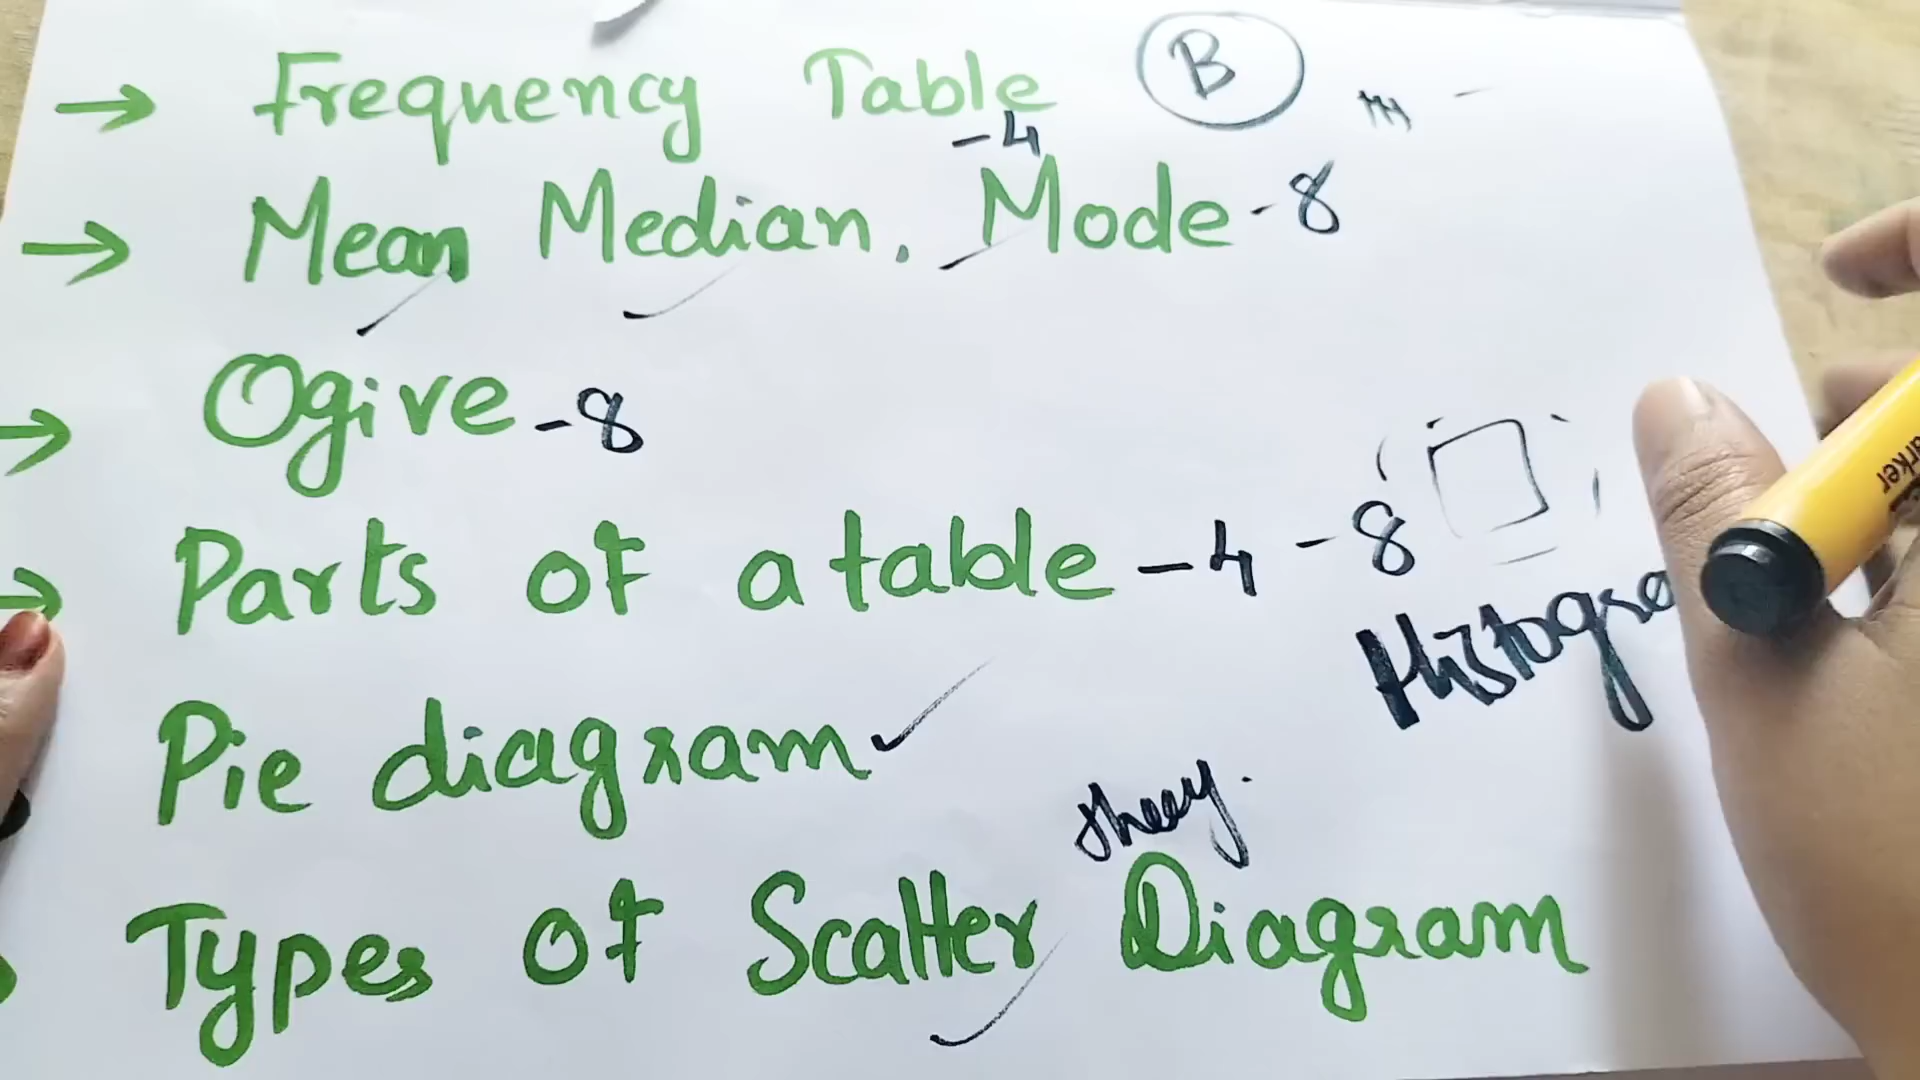 → Frequency Table B
-4
→ Mean Median, Mode -8
→ Ogive -8
→ Parts of a table -4 -8
Pie diagram
theory.
Types of Scatter Diagram
arker